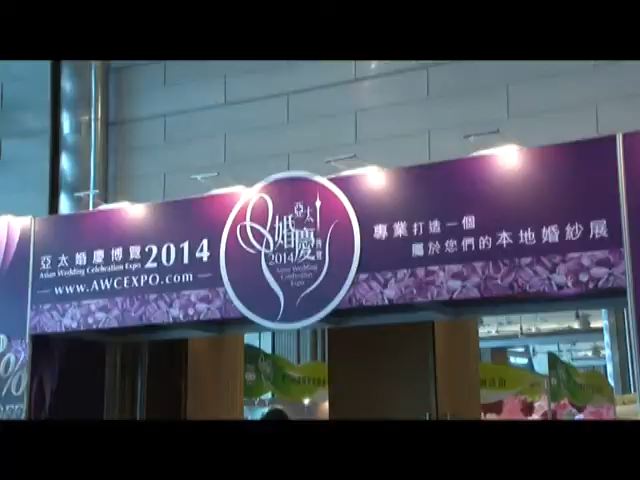 亞太婚慶博覽2014
Asian Wedding Celebration Expo
WWW.AWCEXPO.com
亞太
婚慶
博覽
2014
Asian Wedding
Celebration
Expo
專業打造一個
屬於您們的本地婚紗展
%